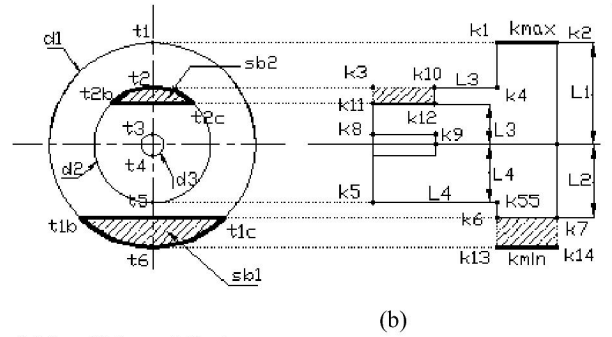 d1
t1
t2
sb2
t2b
t2c
t3
t4
d2
d3
t5
t1b
t1c
t6
sb1
k1
kmax
k2
k3
k10
L3
k4
L1
k11
k12
L3
k8
k9
L4
L2
k5
L4
k55
k6
k7
k13
kmin
k14
(b)